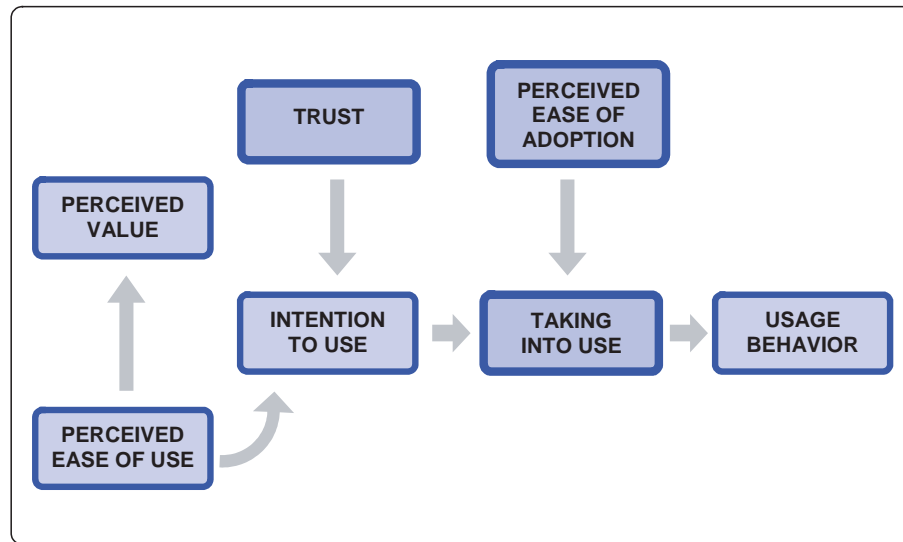 TRUST
PERCEIVED
EASE OF
ADOPTION
PERCEIVED
VALUE
INTENTION
TO USE
TAKING
INTO USE
USAGE
BEHAVIOR
PERCEIVED
EASE OF USE